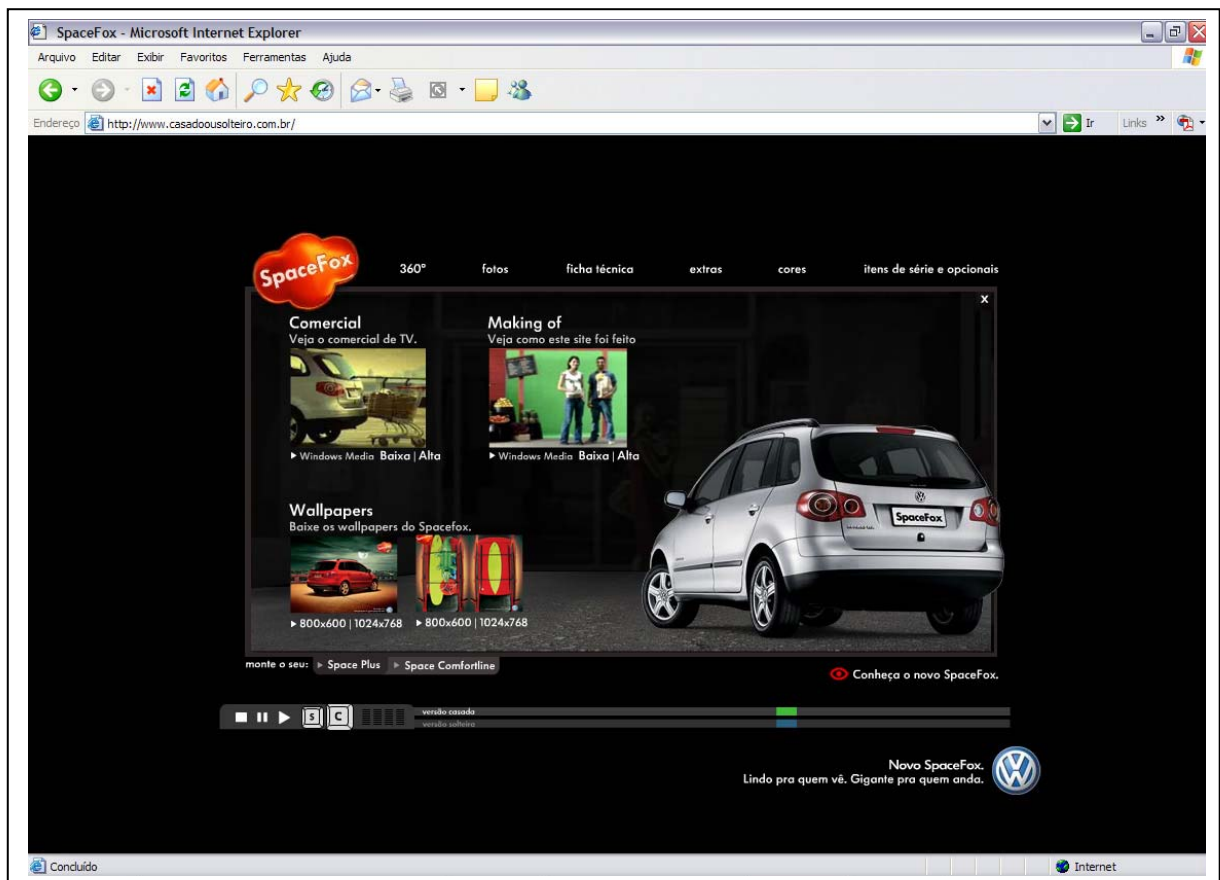 SpaceFox - Microsoft Internet Explorer
Arquivo Editar Exibir Favoritos Ferramentas Ajuda
Endereço http://www.casadoousolteiro.com.br/ Ir Links »
SpaceFox 360° fotos ficha técnica extras cores itens de série e opcionais
x
Comercial
Veja o comercial de TV.
Making of
Veja como este site foi feito
Windows Media Baixa | Alta
Windows Media Baixa | Alta
SpaceFox
Wallpapers
Baixe os wallpapers do Spacefox.
800x600 | 1024x768 800x600 | 1024x768
monte o seu: Space Plus Space Comfortline
Conheça o novo SpaceFox.
S C
versão casada
versão solteira
Novo SpaceFox.
Lindo pra quem vê. Gigante pra quem anda.
Concluído Internet